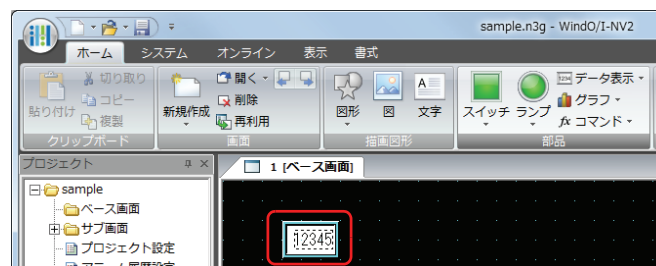 sample.n3g - WindO/I-NV2
ホーム システム オンライン 表示 書式
貼り付け 切り取り コピー 複製
クリップボード
新規作成 開く 削除 再利用
画面
図形 図 文字
描画図形
スイッチ ランプ データ表示 グラフ fx コマンド
部品
プロジェクト
1 [ベース画面]
sample
ベース画面
サブ画面
プロジェクト設定
12345